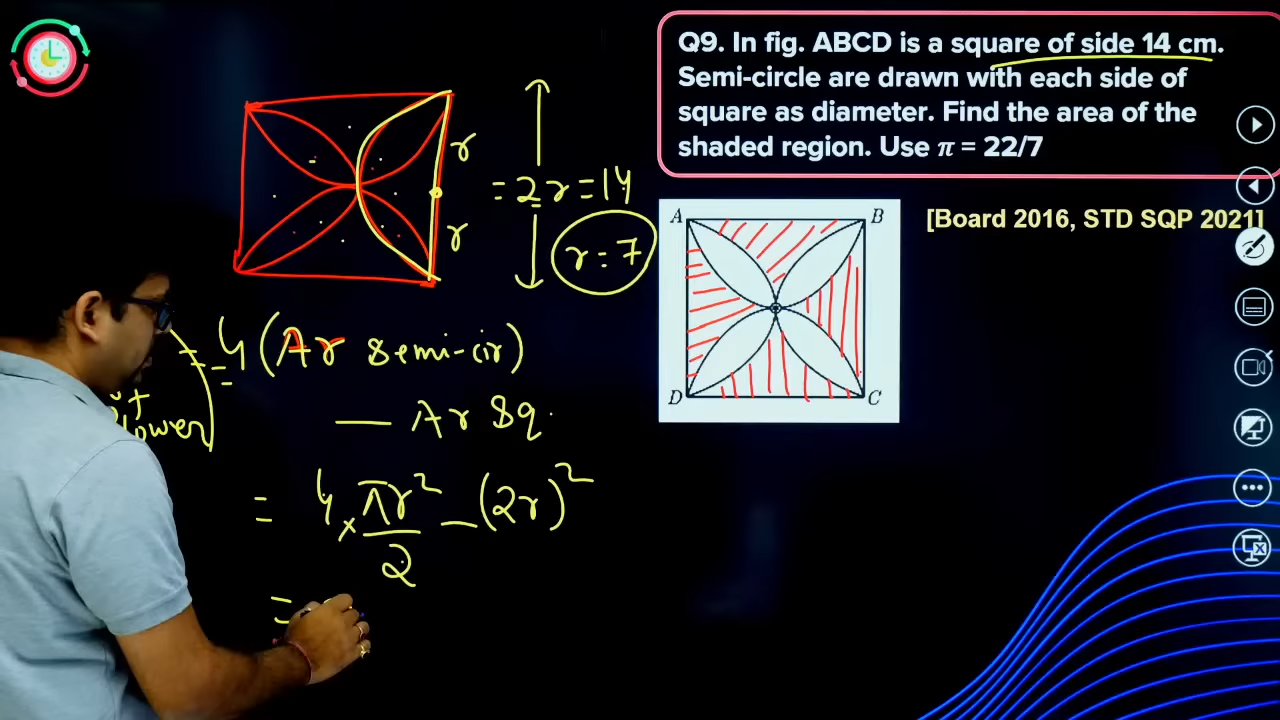 Q9. In fig. ABCD is a square of side 14 cm.
Semi-circle are drawn with each side of
square as diameter. Find the area of the
shaded region. Use π = 22/7
[Board 2016, STD SQP 2021]
A B
D C
r
r
= 2r = 14
r = 7
= 4 (Ar semi-cir)
— Ar Sq.
= 4 × πr²/2 — (2r)²
=